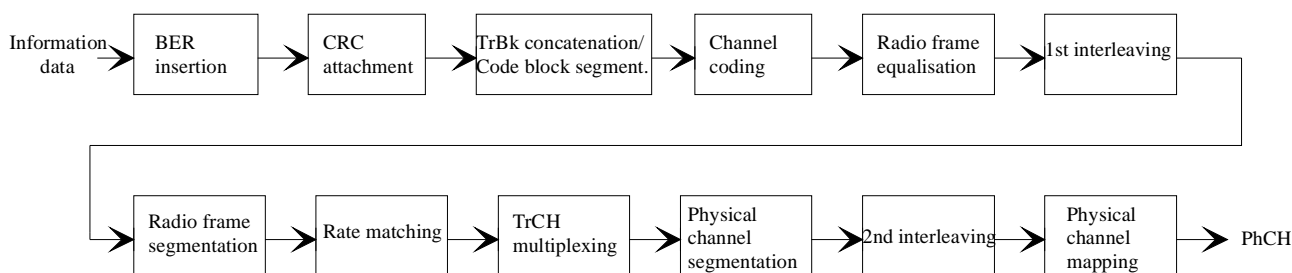 Information
data
BER
insertion
CRC
attachment
TrBk concatenation/
Code block segment.
Channel
coding
Radio frame
equalisation
1st interleaving
Radio frame
segmentation
Rate matching
TrCH
multiplexing
Physical
channel
segmentation
2nd interleaving
Physical
channel
mapping
PhCH